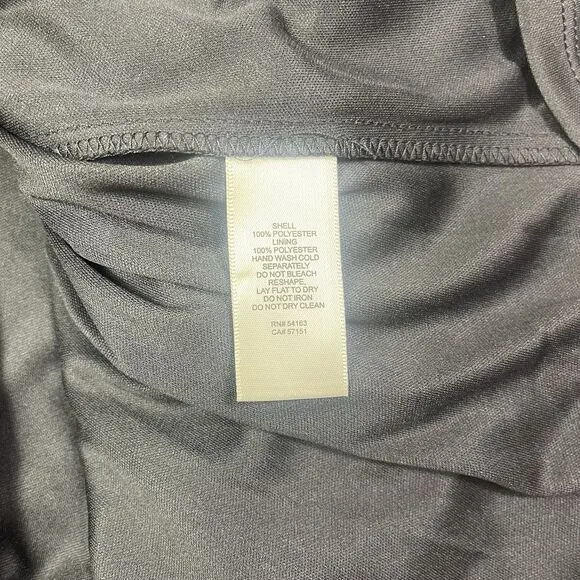 SHELL
100% POLYESTER
LINING
100% POLYESTER
HAND WASH COLD
SEPARATELY
DO NOT BLEACH
RESHAPE,
LAY FLAT TO DRY
DO NOT IRON
DO NOT DRY CLEAN
RN# 54163
CA# 57151